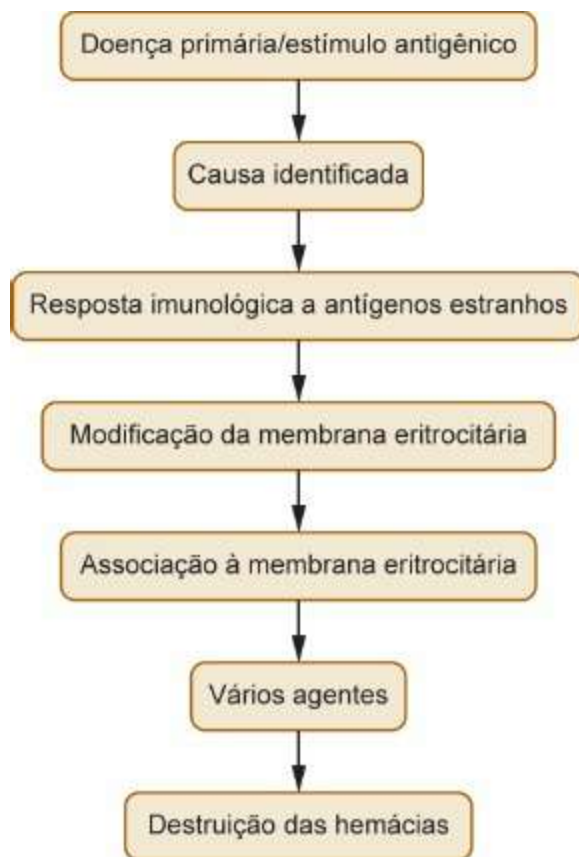 Doença primária/estímulo antigênico
Causa identificada
Resposta imunológica a antígenos estranhos
Modificação da membrana eritrocitária
Associação à membrana eritrocitária
Vários agentes
Destruição das hemácias